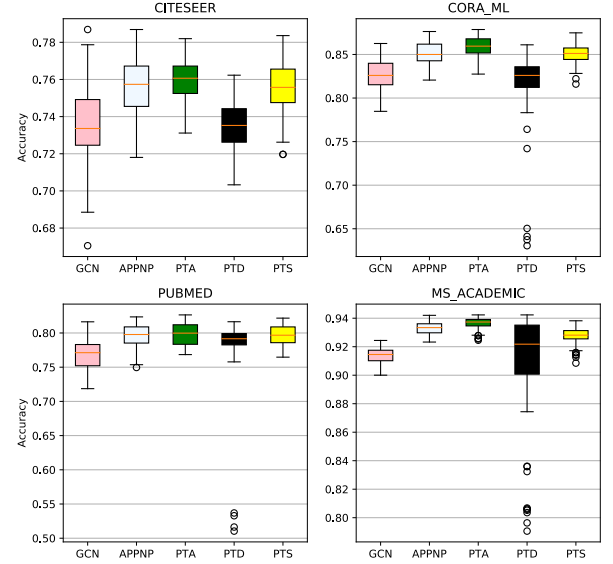 CITESEER
Accuracy
0.78
0.76
0.74
0.72
0.70
0.68
GCN APPNP PTA PTD PTS
CORA_ML
0.85
0.80
0.75
0.70
0.65
GCN APPNP PTA PTD PTS
PUBMED
Accuracy
0.80
0.75
0.70
0.65
0.60
0.55
0.50
GCN APPNP PTA PTD PTS
MS_ACADEMIC
0.94
0.92
0.90
0.88
0.86
0.84
0.82
0.80
GCN APPNP PTA PTD PTS